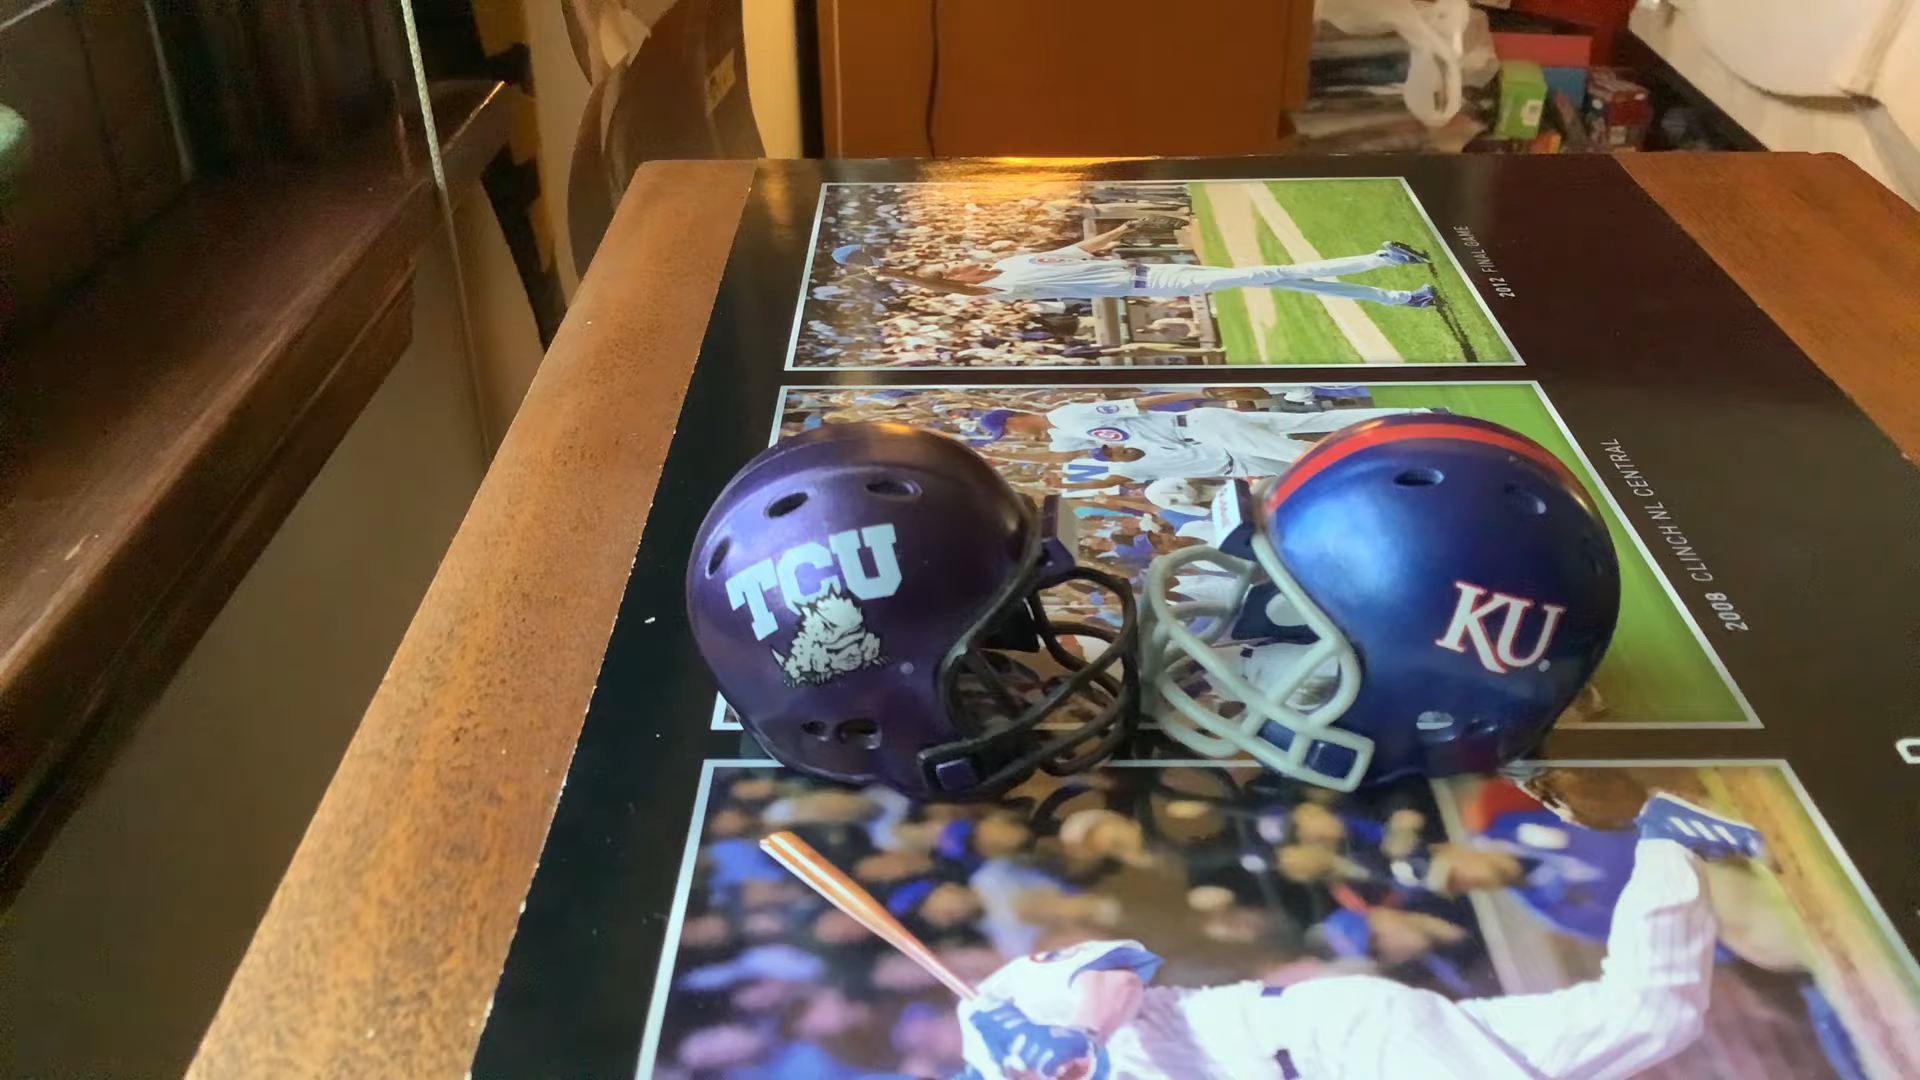 2012 FINAL GAME
2008 CLINCH NL CENTRAL
W
TCU
KU